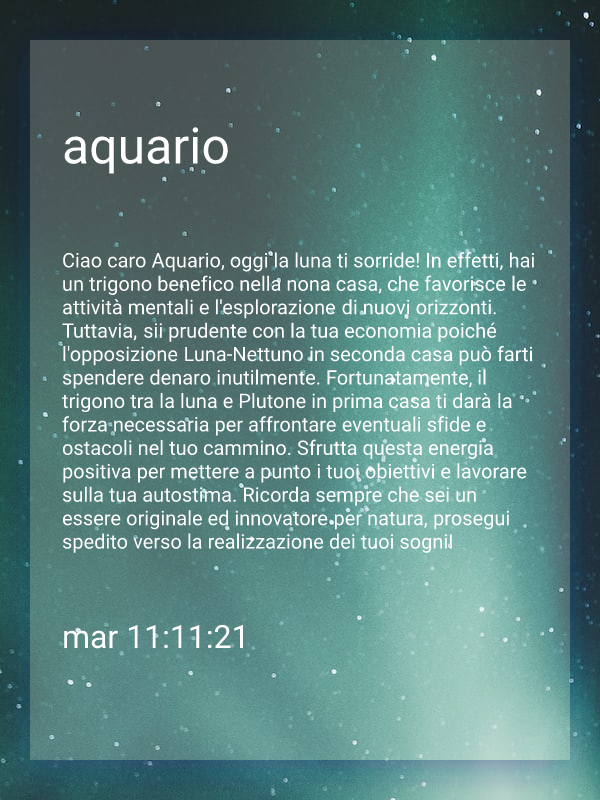 aquario
Ciao caro Aquario, oggi la luna ti sorride! In effetti, hai
un trigono benefico nella nona casa, che favorisce le
attività mentali e l'esplorazione di nuovi orizzonti.
Tuttavia, sii prudente con la tua economia poiché
l'opposizione Luna-Nettuno in seconda casa può farti
spendere denaro inutilmente. Fortunatamente, il
trigono tra la luna e Plutone in prima casa ti darà la
forza necessaria per affrontare eventuali sfide e
ostacoli nel tuo cammino. Sfrutta questa energia
positiva per mettere a punto i tuoi obiettivi e lavorare
sulla tua autostima. Ricorda sempre che sei un
essere originale ed innovatore per natura, prosegui
spedito verso la realizzazione dei tuoi sogni!
mar 11:11:21